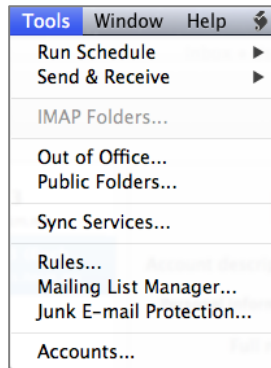 Tools Window Help
Run Schedule
Send & Receive
IMAP Folders...
Out of Office...
Public Folders...
Sync Services...
Rules...
Mailing List Manager...
Junk E-mail Protection...
Accounts...